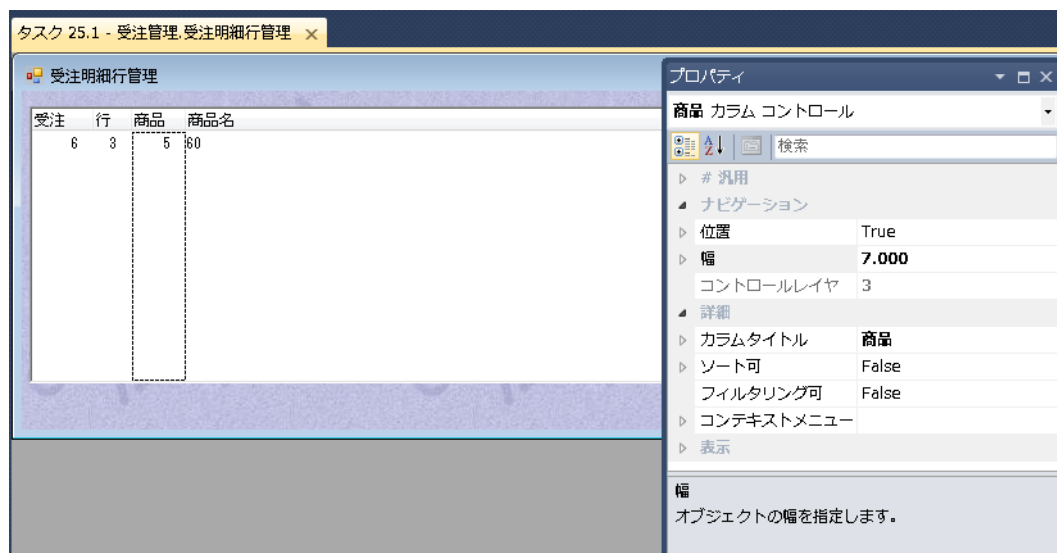 タスク 25.1 - 受注管理.受注明細行管理
受注明細行管理
受注 行 商品 商品名
6 3 5 60
プロパティ
商品 カラム コントロール
検索
# 汎用
ナビゲーション
位置 True
幅 7.000
コントロールレイヤ 3
詳細
カラムタイトル 商品
ソート可 False
フィルタリング可 False
コンテキストメニュー
表示
幅
オブジェクトの幅を指定します。